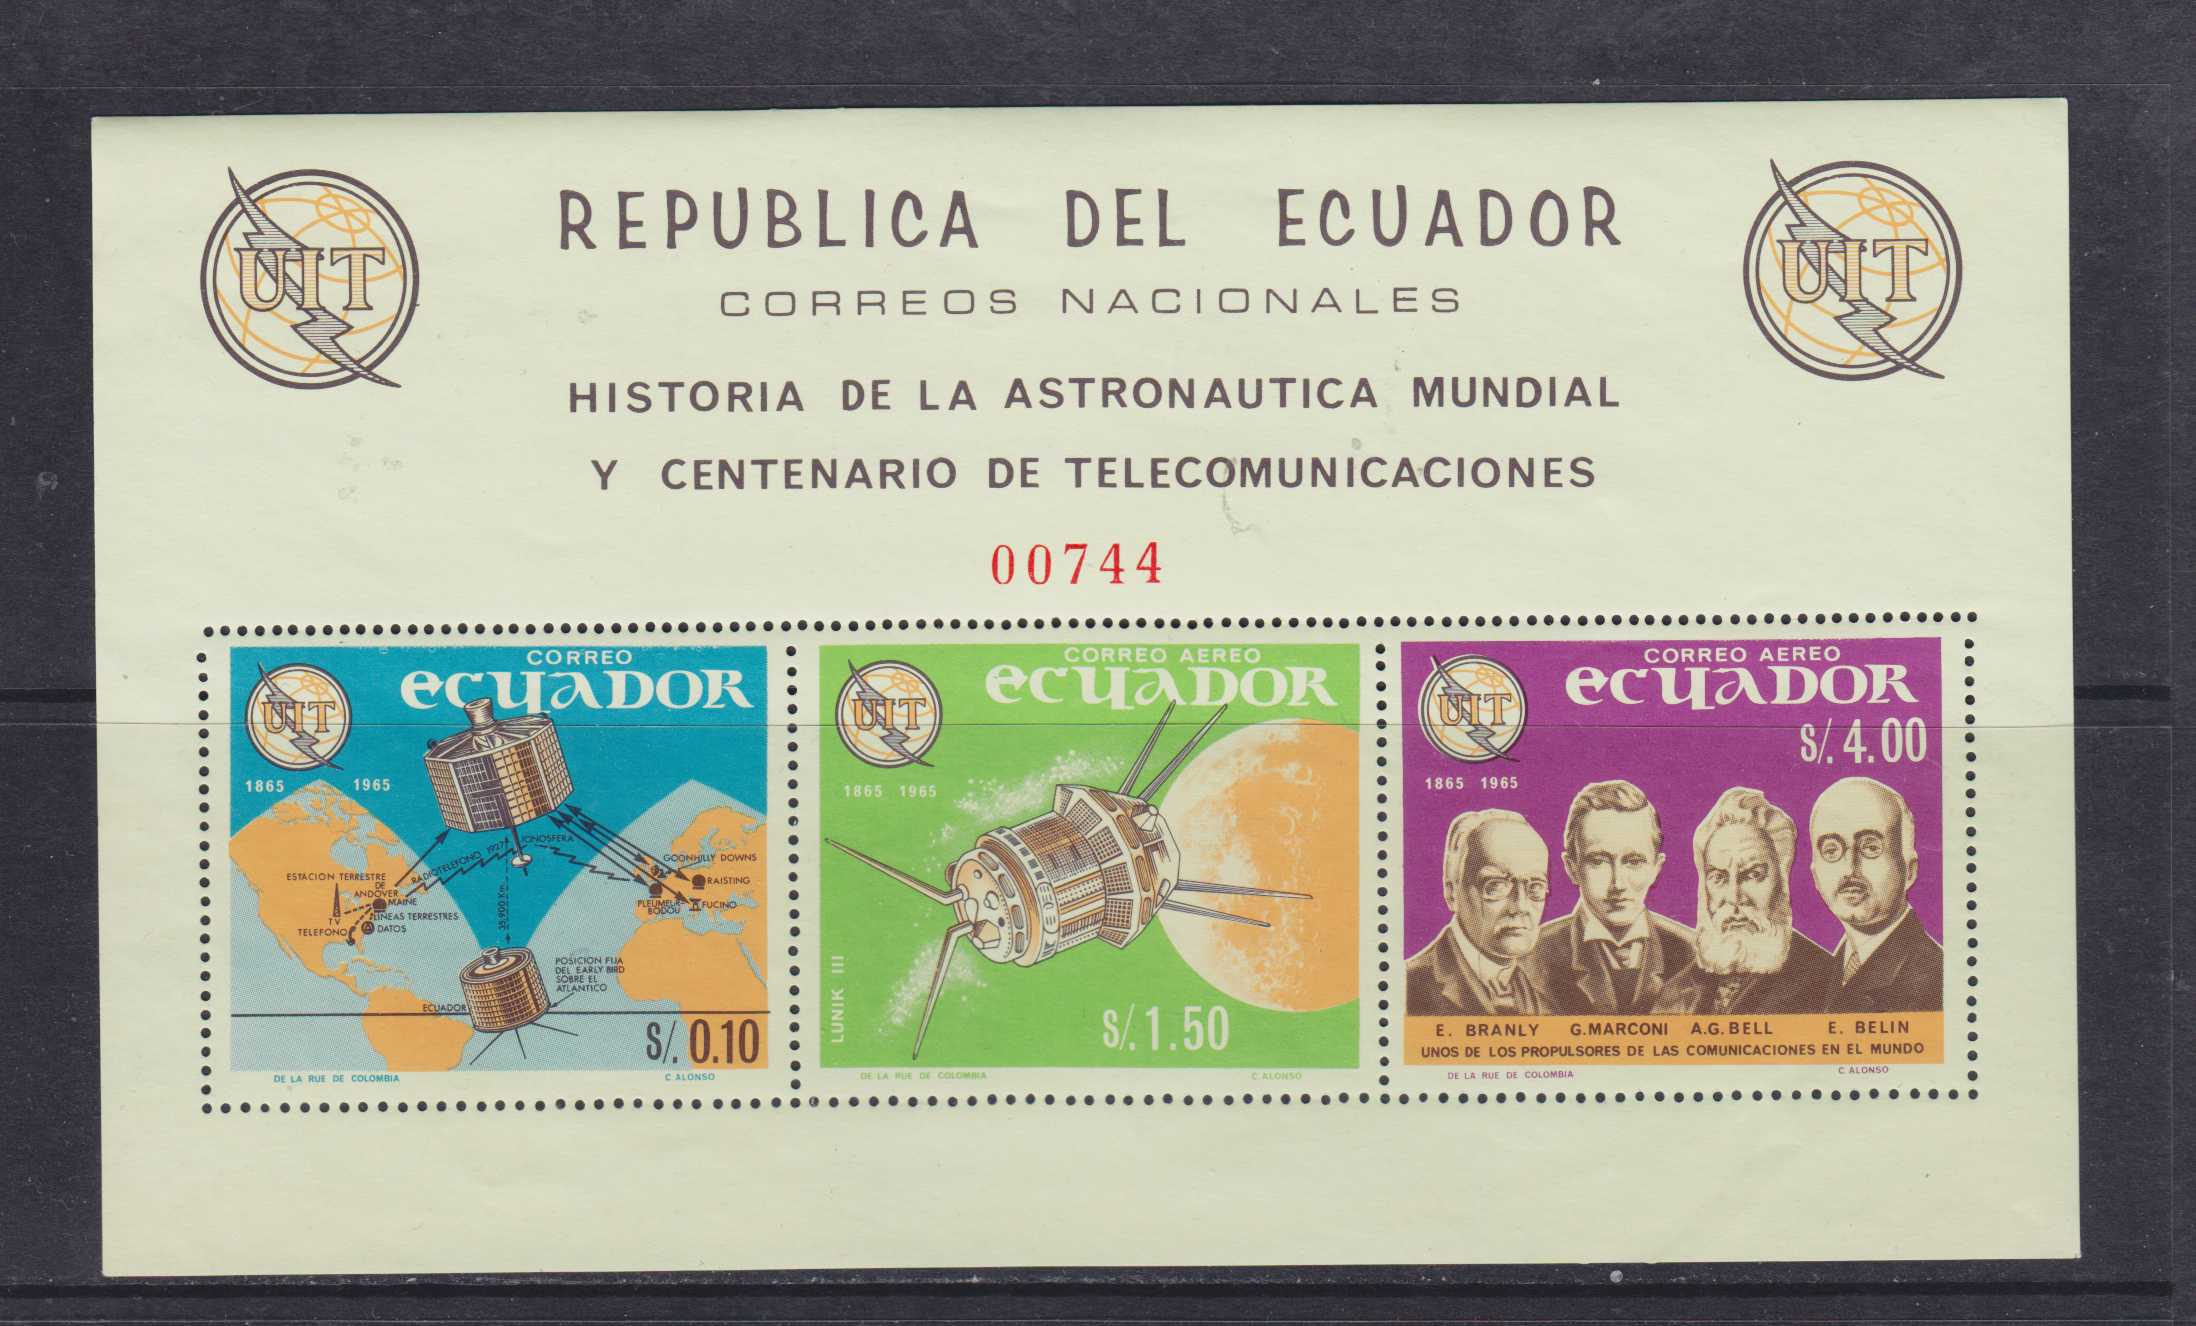 UIT
UIT
REPUBLICA DEL ECUADOR
CORREOS NACIONALES
HISTORIA DE LA ASTRONAUTICA MUNDIAL
Y CENTENARIO DE TELECOMUNICACIONES
00744
CORREO
ECUADOR
UIT
1865 1965
RADIOTELEFONO 1927
IONOSFERA
GOONHILLY DOWNS
RAISTING
PLEUMEUR-
BODOU
FUCINO
ESTACION TERRESTRE
DE
ANDOVER
MAINE
LINEAS TERRESTRES
TV
DATOS
TELEFONO
35.900 Km.
POSICION FIJA
DEL EARLY BIRD
SOBRE EL
ATLANTICO
ECUADOR
S/. 0.10
DE LA RUE DE COLOMBIA
C. ALONSO
CORREO AEREO
ECUADOR
UIT
1865 1965
LUNIK III
S/. 1.50
DE LA RUE DE COLOMBIA
C. ALONSO
CORREO AEREO
ECUADOR
UIT
S/. 4.00
1865 1965
E. BRANLY G. MARCONI A.G. BELL E. BELIN
UNOS DE LOS PROPULSORES DE LAS COMUNICACIONES EN EL MUNDO
DE LA RUE DE COLOMBIA
C. ALONSO